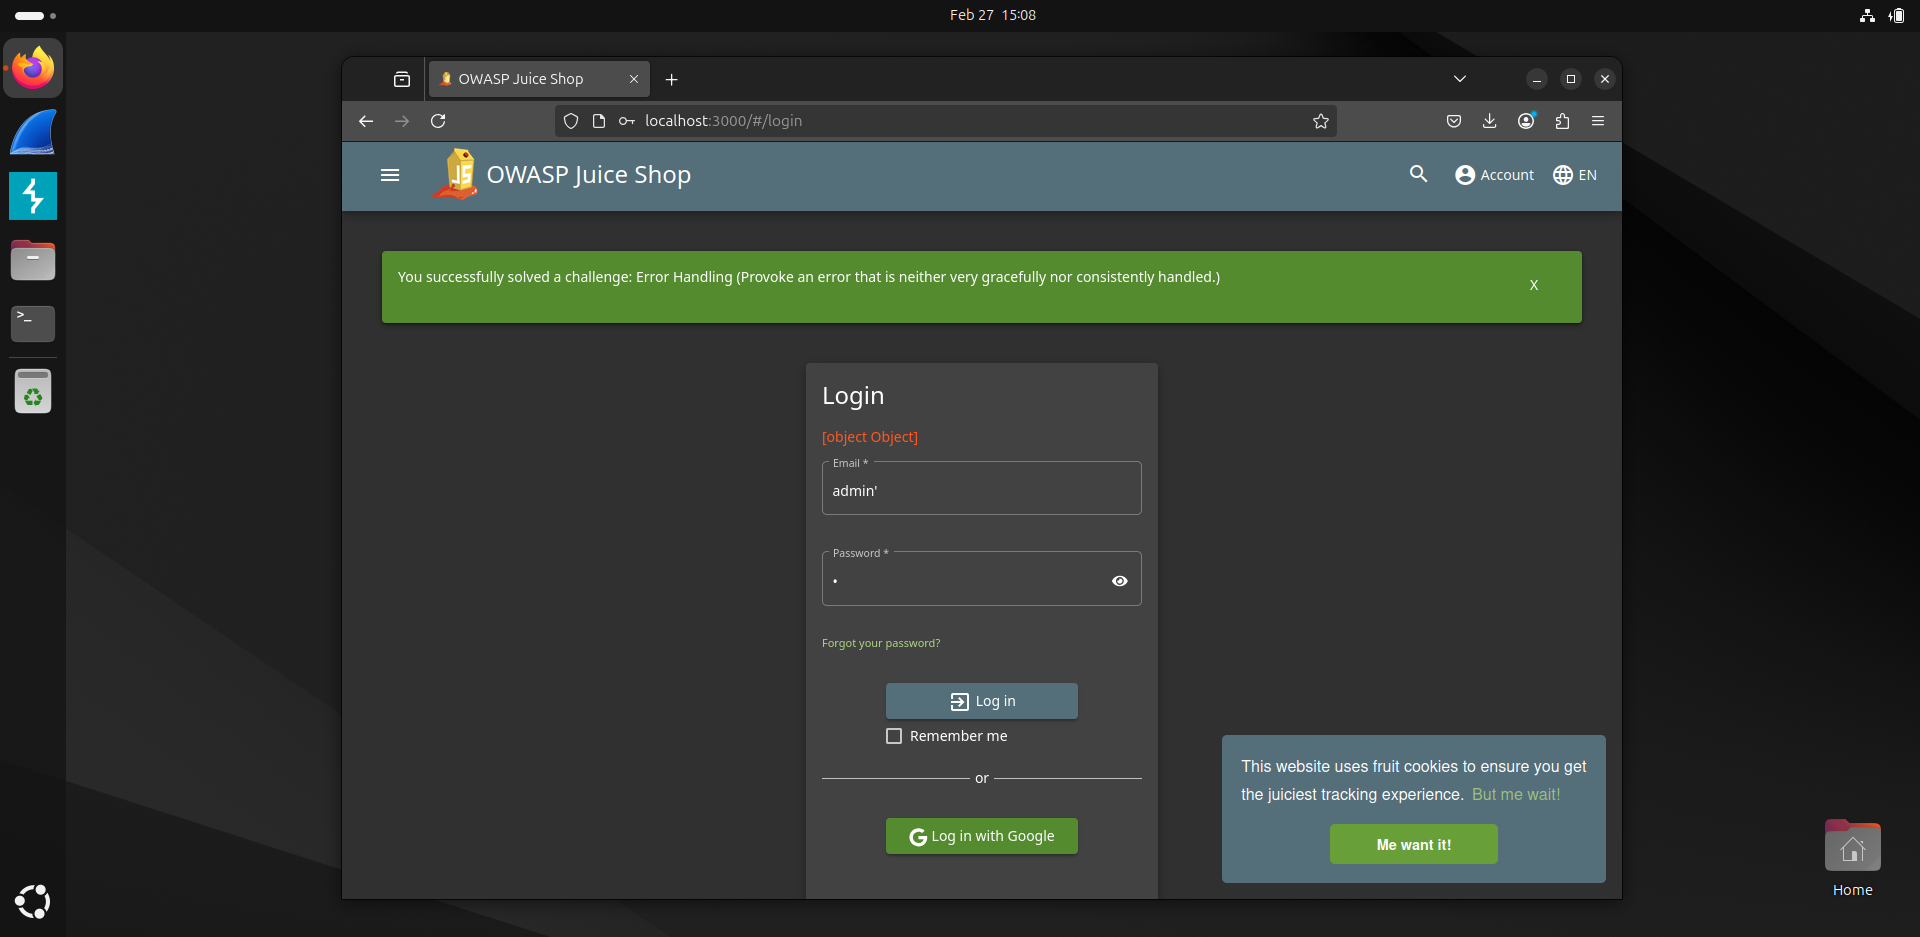 Feb 27 15:08
OWASP Juice Shop
localhost:3000/#/login
JS
OWASP Juice Shop
Account
EN
You successfully solved a challenge: Error Handling (Provoke an error that is neither very gracefully nor consistently handled.)
X
Login
[object Object]
Email *
admin'
Password *
•
Forgot your password?
Log in
Remember me
or
Log in with Google
This website uses fruit cookies to ensure you get
the juiciest tracking experience. But me wait!
Me want it!
>_
Home